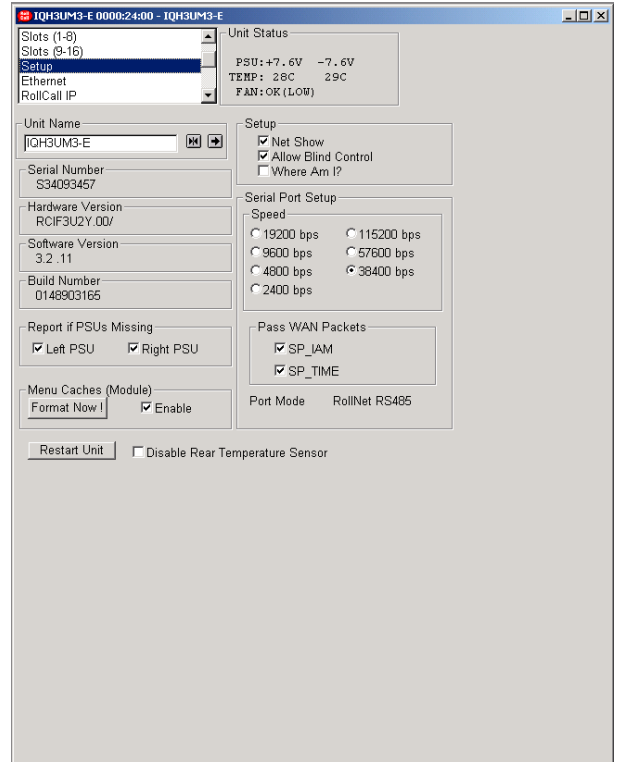 IQH3UM3-E 0000:24:00 - IQH3UM3-E
Slots (1-8)
Slots (9-16)
Setup
Ethernet
RollCall IP
Unit Status
PSU:+7.6V -7.6V
TEMP: 28C 29C
FAN:OK(LOW)
Unit Name
IQH3UM3-E
Serial Number
S34093457
Hardware Version
RCIF3U2Y.00/
Software Version
3.2 .11
Build Number
0148903165
Report if PSUs Missing
Left PSU Right PSU
Menu Caches (Module)
Format Now ! Enable
Setup
Net Show
Allow Blind Control
Where Am I?
Serial Port Setup
Speed
19200 bps 115200 bps
9600 bps 57600 bps
4800 bps 38400 bps
2400 bps
Pass WAN Packets
SP_IAM
SP_TIME
Port Mode RollNet RS485
Restart Unit Disable Rear Temperature Sensor